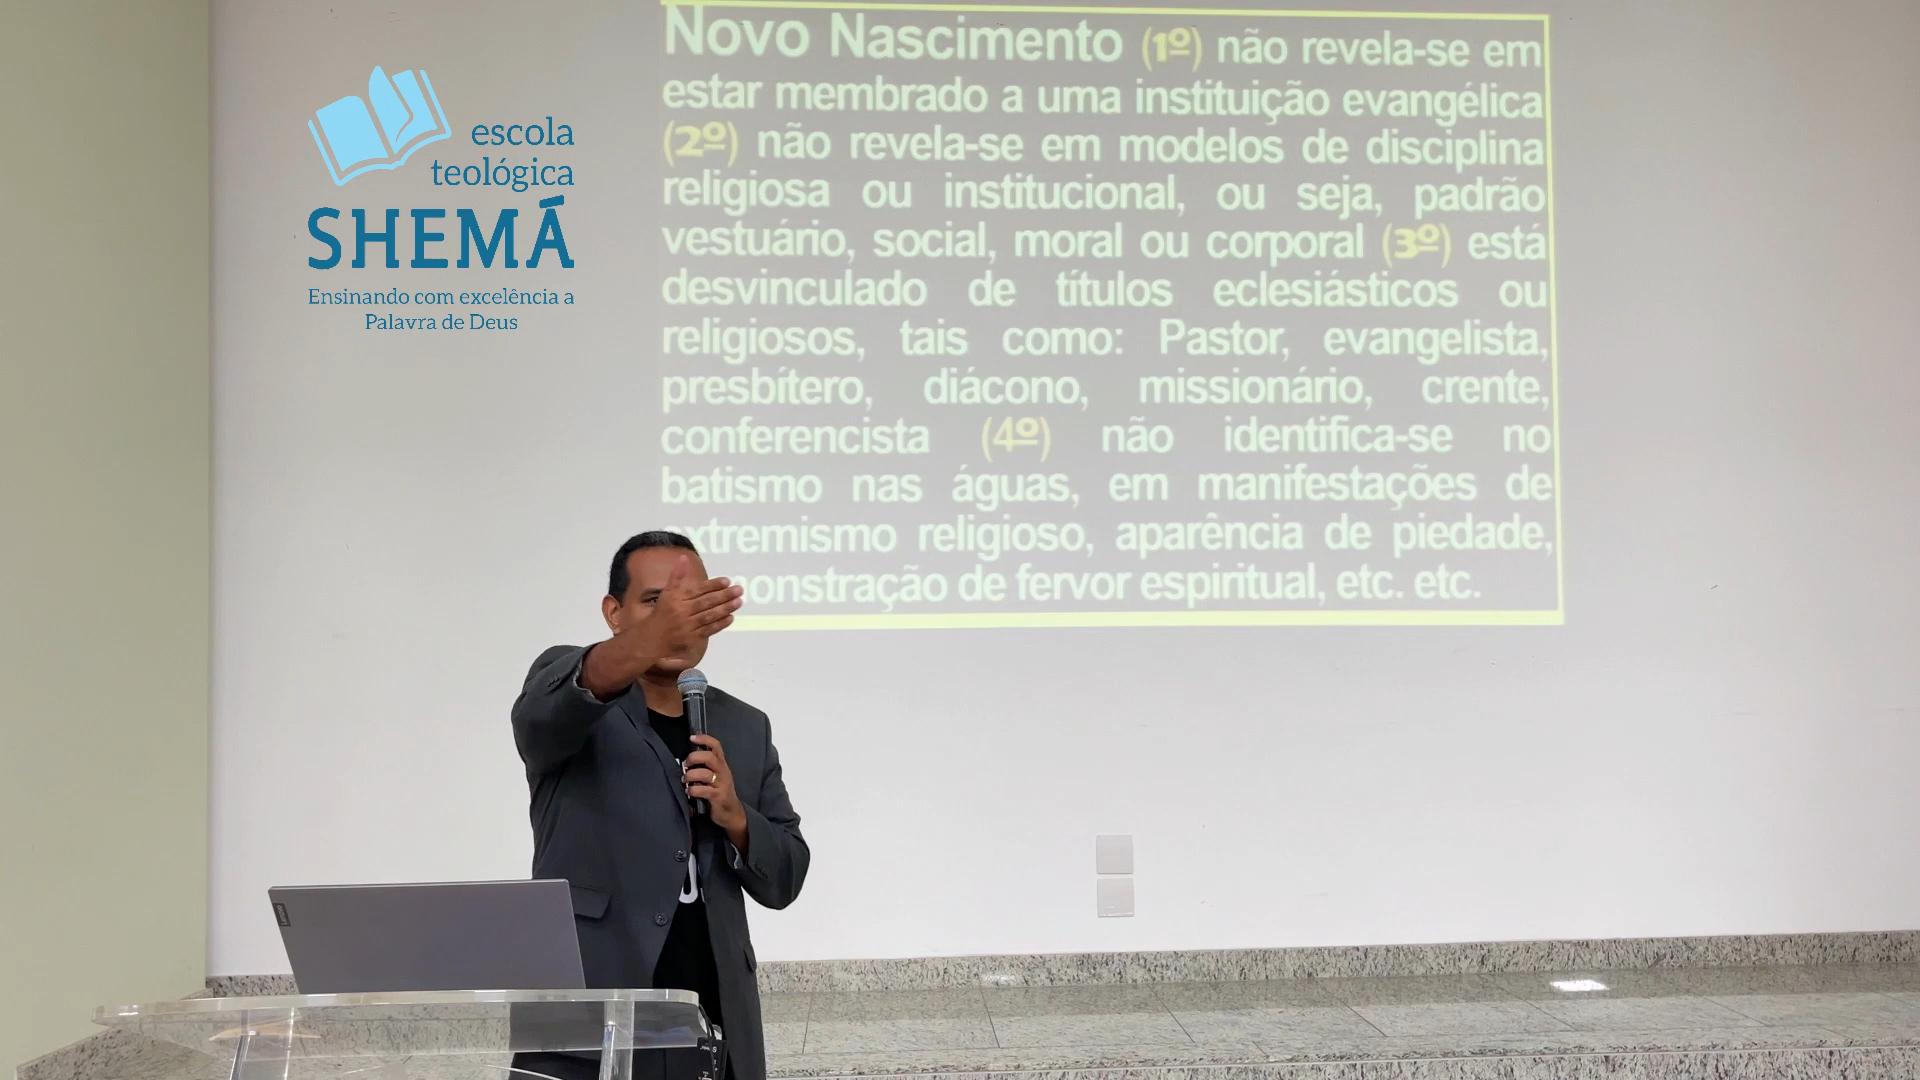 escola
teológica
SHEMÁ
Ensinando com excelência a
Palavra de Deus
Novo Nascimento (1º) não revela-se em
estar membrado a uma instituição evangélica
(2º) não revela-se em modelos de disciplina
religiosa ou institucional, ou seja, padrão
vestuário, social, moral ou corporal (3º) está
desvinculado de títulos eclesiásticos ou
religiosos, tais como: Pastor, evangelista,
presbítero, diácono, missionário, crente,
conferencista (4º) não identifica-se no
batismo nas águas, em manifestações de
extremismo religioso, aparência de piedade,
monstração de fervor espiritual, etc. etc.